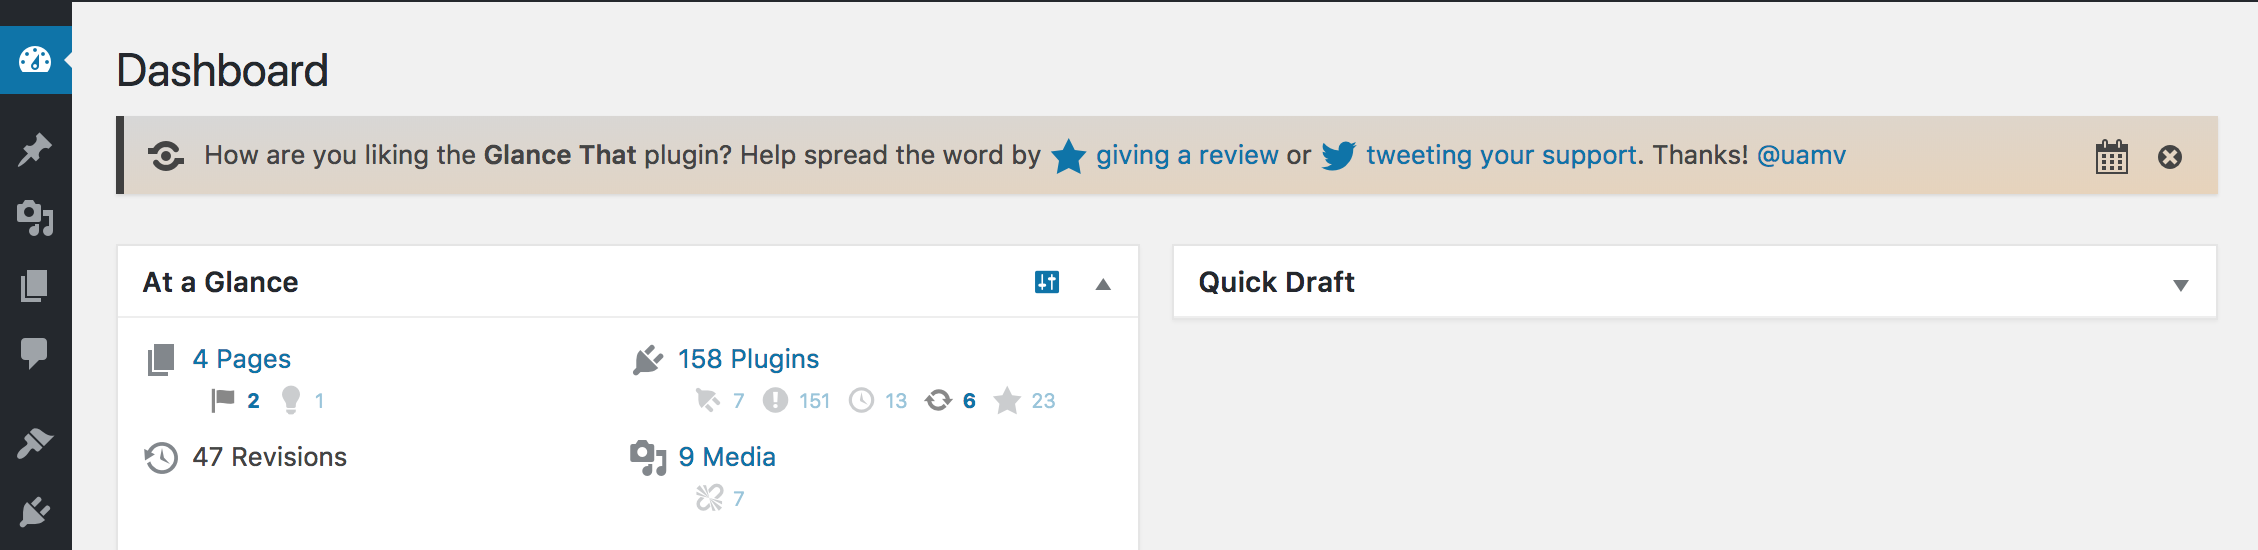 Dashboard
How are you liking the Glance That plugin? Help spread the word by giving a review or tweeting your support. Thanks! @uamv
At a Glance
Quick Draft
4 Pages
158 Plugins
2 1
7 151 13 6 23
47 Revisions
9 Media
7